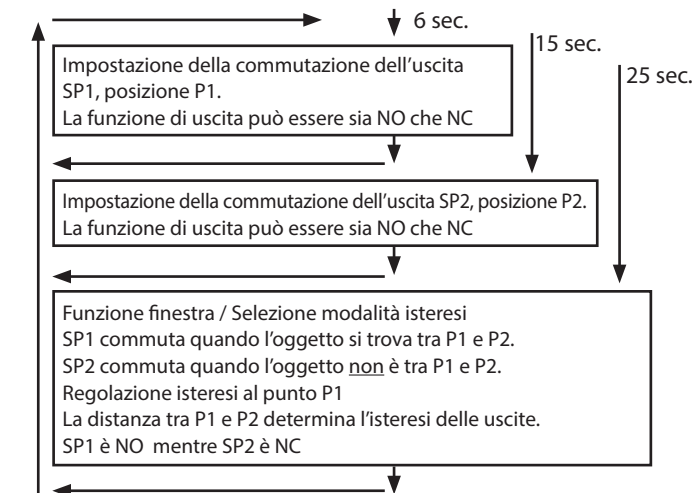 6 sec.
15 sec.
25 sec.
Impostazione della commutazione dell'uscita
SP1, posizione P1.
La funzione di uscita può essere sia NO che NC
Impostazione della commutazione dell'uscita SP2, posizione P2.
La funzione di uscita può essere sia NO che NC
Funzione finestra / Selezione modalità isteresi
SP1 commuta quando l'oggetto si trova tra P1 e P2.
SP2 commuta quando l'oggetto non è tra P1 e P2.
Regolazione isteresi al punto P1
La distanza tra P1 e P2 determina l'isteresi delle uscite.
SP1 è NO mentre SP2 è NC